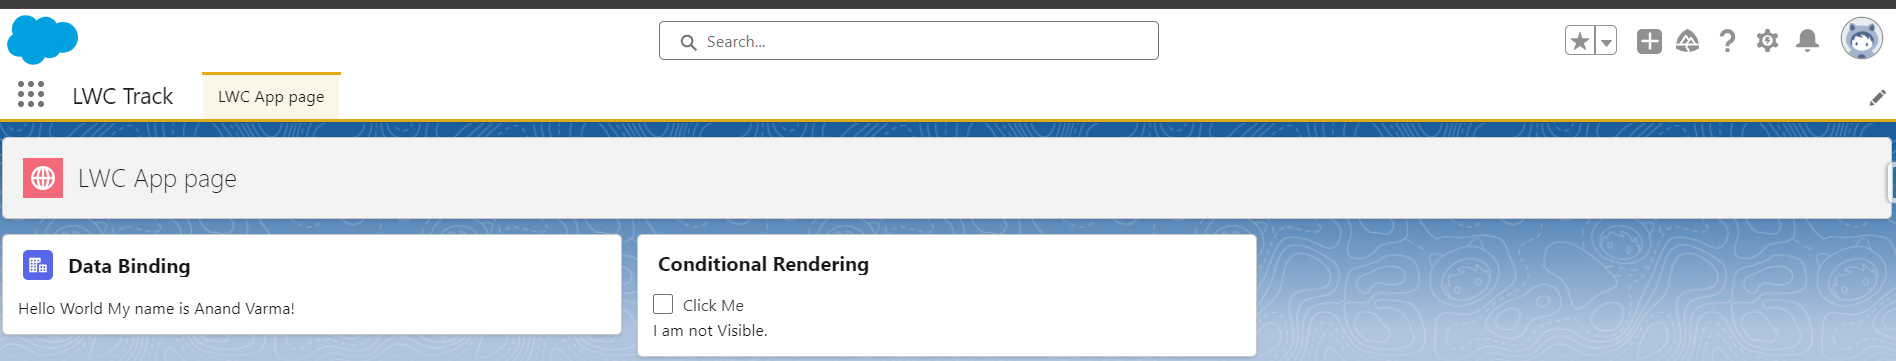 Search...
LWC Track
LWC App page
LWC App page
Data Binding
Hello World My name is Anand Varma!
Conditional Rendering
Click Me
I am not Visible.